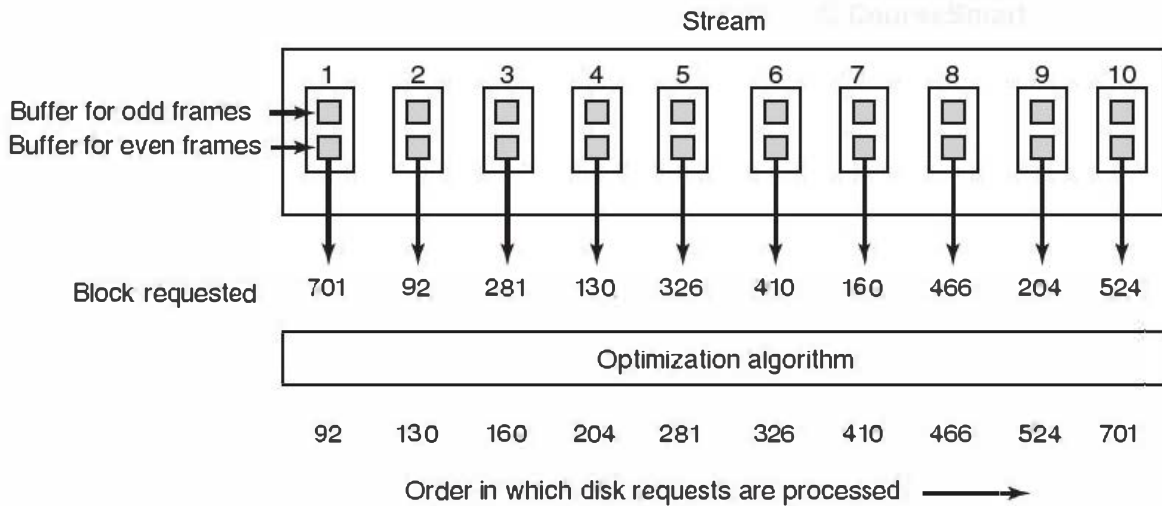 Stream
1 2 3 4 5 6 7 8 9 10
Buffer for odd frames
Buffer for even frames
Block requested 701 92 281 130 326 410 160 466 204 524
Optimization algorithm
92 130 160 204 281 326 410 466 524 701
Order in which disk requests are processed